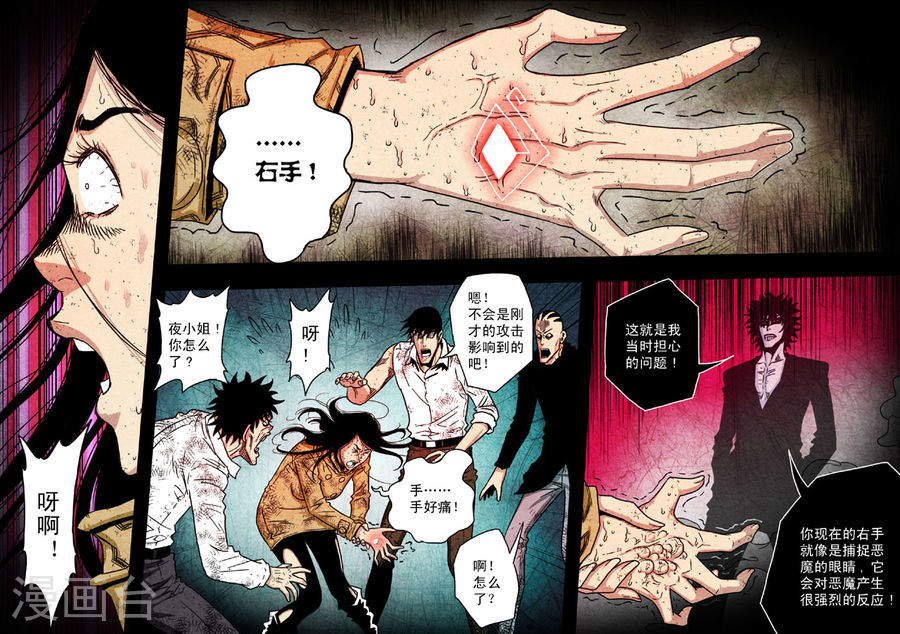 ……
右手！
呀啊！
夜小姐！
你怎么
了？
呀！
嗯！
不会是刚
才的攻击
影响到的
吧！
手……
手好痛！
啊！
怎么
了？
这就是我
当时担心
的问题！
你现在的右手
就像是捕捉恶
魔的眼睛，它
会对恶魔产生
很强烈的反应！
漫画台